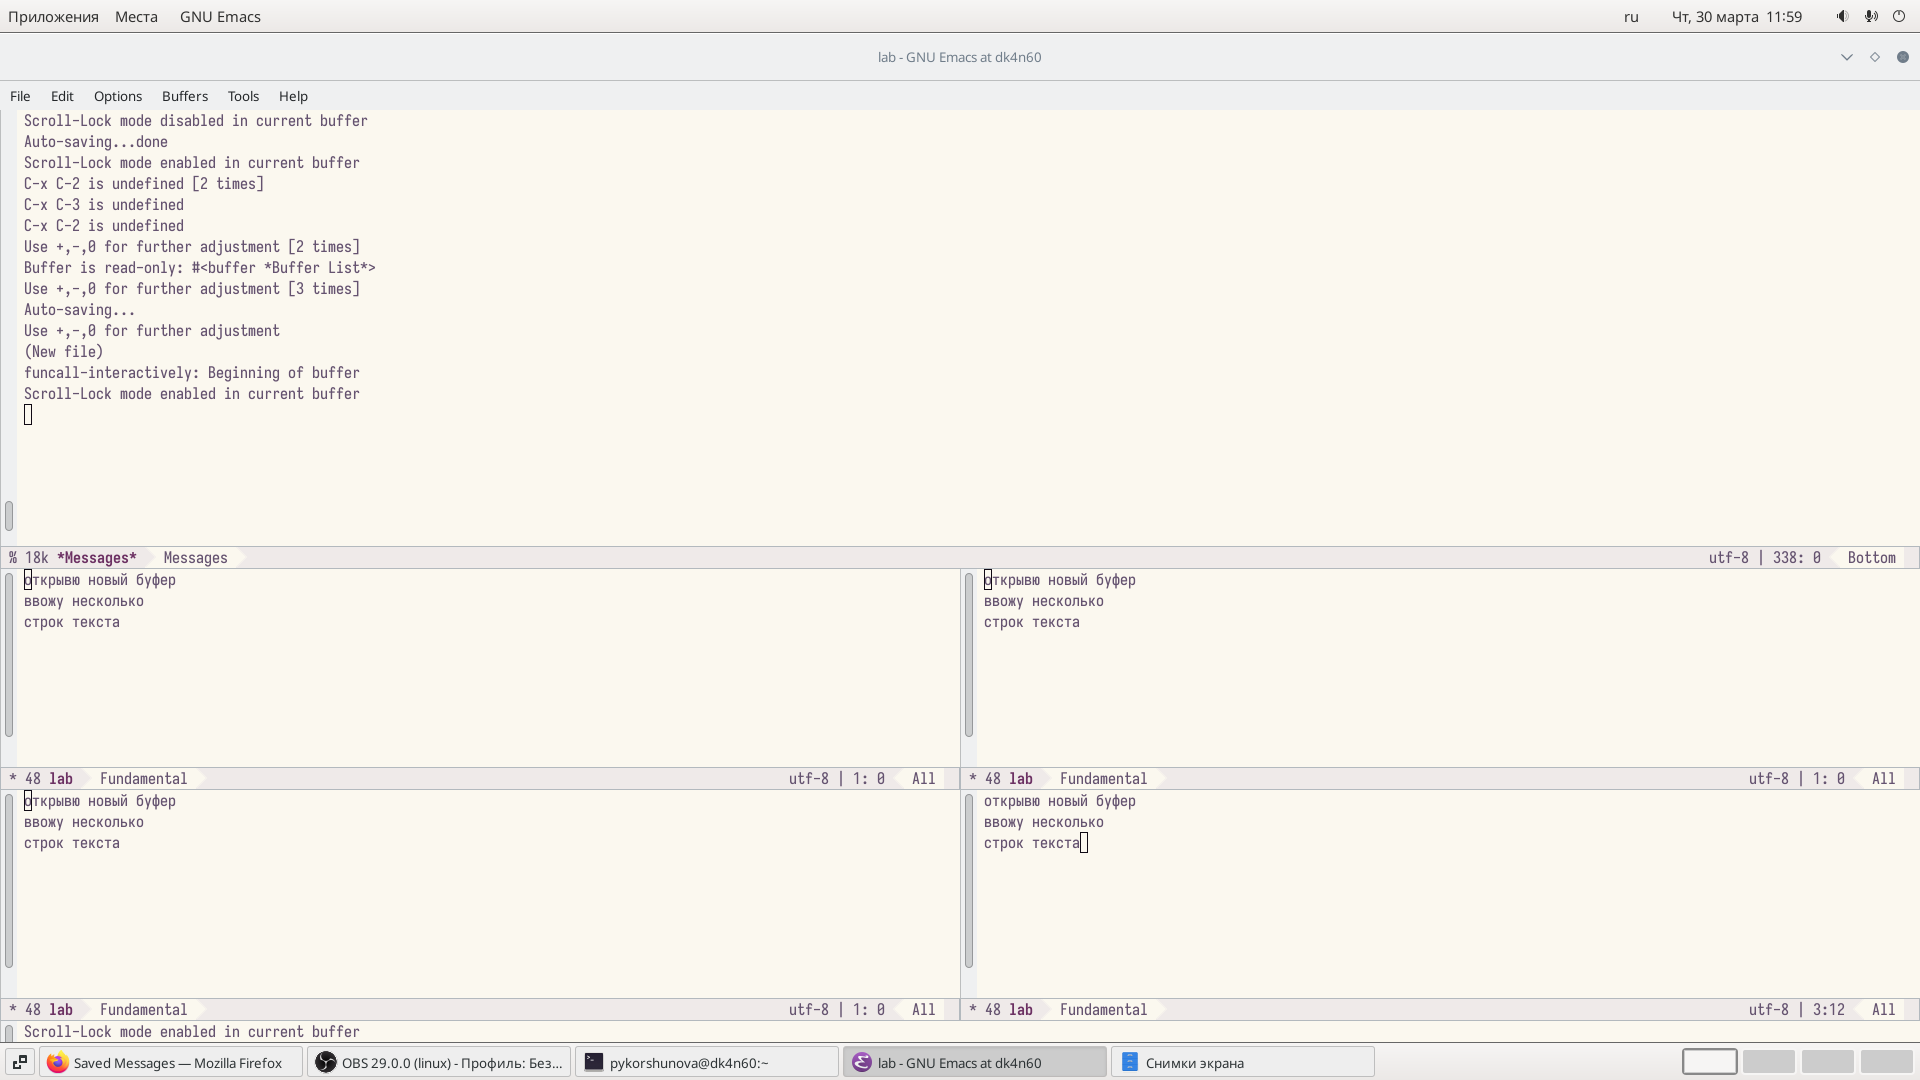 Приложения Места GNU Emacs ru Чт, 30 марта 11:59
lab - GNU Emacs at dk4n60
File Edit Options Buffers Tools Help
Scroll-Lock mode disabled in current buffer
Auto-saving...done
Scroll-Lock mode enabled in current buffer
C-x C-2 is undefined [2 times]
C-x C-3 is undefined
C-x C-2 is undefined
Use +,-,0 for further adjustment [2 times]
Buffer is read-only: #<buffer *Buffer List*>
Use +,-,0 for further adjustment [3 times]
Auto-saving...
Use +,-,0 for further adjustment
(New file)
funcall-interactively: Beginning of buffer
Scroll-Lock mode enabled in current buffer
% 18k *Messages* Messages utf-8 | 338: 0 Bottom
открывю новый буфер
ввожу несколько
строк текста
* 48 lab Fundamental utf-8 | 1: 0 All
открывю новый буфер
ввожу несколько
строк текста
* 48 lab Fundamental utf-8 | 1: 0 All
открывю новый буфер
ввожу несколько
строк текста
* 48 lab Fundamental utf-8 | 1: 0 All
открывю новый буфер
ввожу несколько
строк текста
* 48 lab Fundamental utf-8 | 3:12 All
Scroll-Lock mode enabled in current buffer
Saved Messages — Mozilla Firefox OBS 29.0.0 (linux) - Профиль: Без... pykorshunova@dk4n60:~ lab - GNU Emacs at dk4n60 Снимки экрана